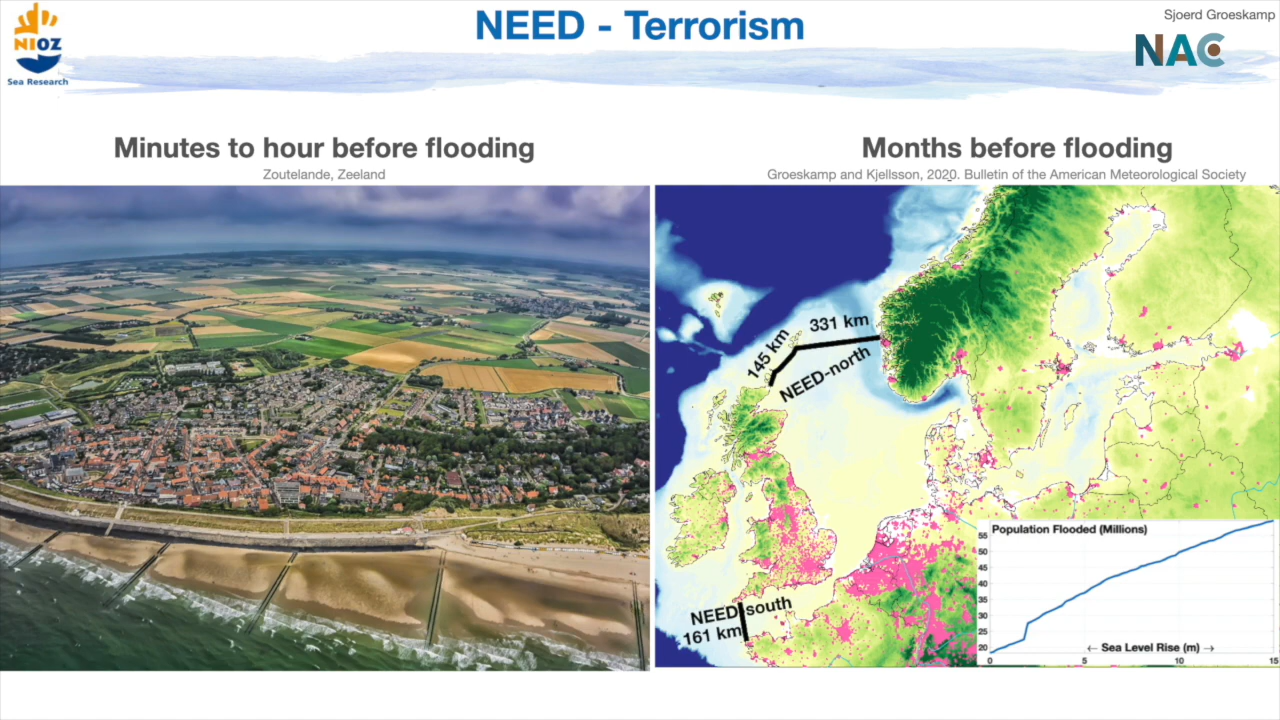 NEED - Terrorism
Sjoerd Groeskamp
NIOZ
Sea Research
NAC
Minutes to hour before flooding
Zoutelande, Zeeland
Months before flooding
Groeskamp and Kjellsson, 2020. Bulletin of the American Meteorological Society
145 km
331 km
NEED-north
NEED-south
161 km
Population Flooded (Millions)
55
50
45
40
35
30
25
20
← Sea Level Rise (m) →
0
5
10
15